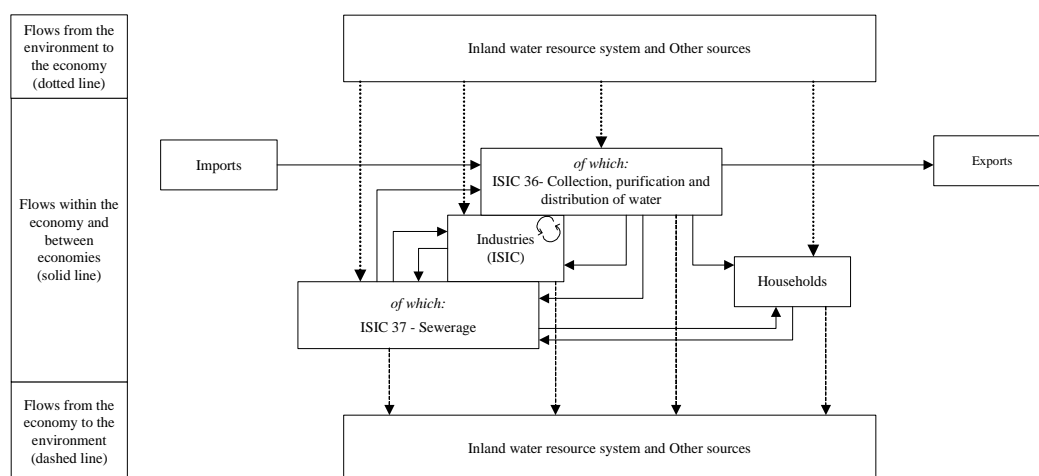 Flows from the
environment to
the economy
(dotted line)
Inland water resource system and Other sources
Flows within the
economy and
between
economies
(solid line)
Imports
of which:
ISIC 36- Collection, purification and
distribution of water
Exports
Industries
(ISIC)
Households
of which:
ISIC 37 - Sewerage
Flows from the
economy to the
environment
(dashed line)
Inland water resource system and Other sources